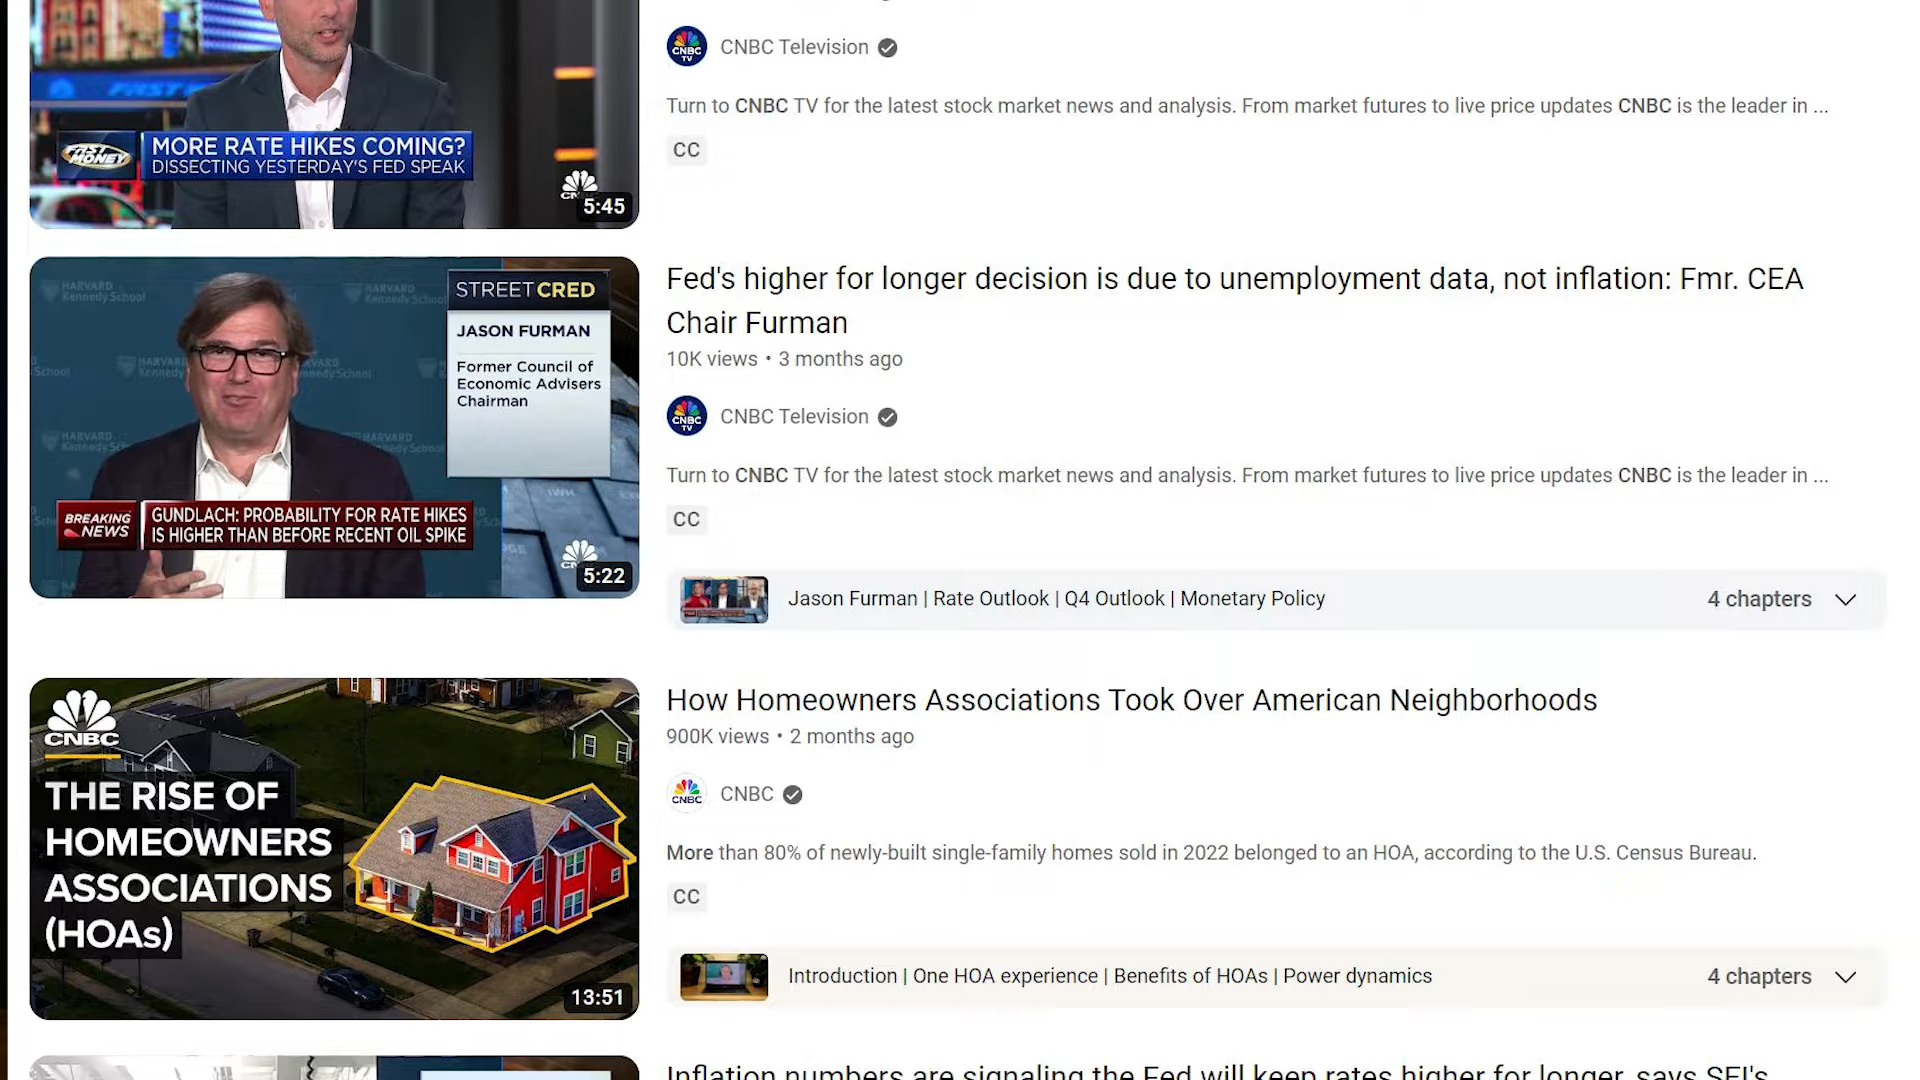 CNBC TV
CNBC Television
Turn to CNBC TV for the latest stock market news and analysis. From market futures to live price updates CNBC is the leader in ...
CC
FAST MONEY
MORE RATE HIKES COMING?
DISSECTING YESTERDAY'S FED SPEAK
5:45
Fed's higher for longer decision is due to unemployment data, not inflation: Fmr. CEA
Chair Furman
10K views • 3 months ago
CNBC TV
CNBC Television
Turn to CNBC TV for the latest stock market news and analysis. From market futures to live price updates CNBC is the leader in ...
CC
HARVARD
Kennedy School
STREET CRED
JASON FURMAN
Former Council of
Economic Advisers
Chairman
BREAKING
NEWS
GUNDLACH: PROBABILITY FOR RATE HIKES
IS HIGHER THAN BEFORE RECENT OIL SPIKE
5:22
Jason Furman | Rate Outlook | Q4 Outlook | Monetary Policy
4 chapters
How Homeowners Associations Took Over American Neighborhoods
900K views • 2 months ago
CNBC
CNBC
More than 80% of newly-built single-family homes sold in 2022 belonged to an HOA, according to the U.S. Census Bureau.
CC
CNBC
THE RISE OF
HOMEOWNERS
ASSOCIATIONS
(HOAs)
13:51
Introduction | One HOA experience | Benefits of HOAs | Power dynamics
4 chapters
Inflation numbers are signaling the Fed will keep rates higher for longer, says SEI's